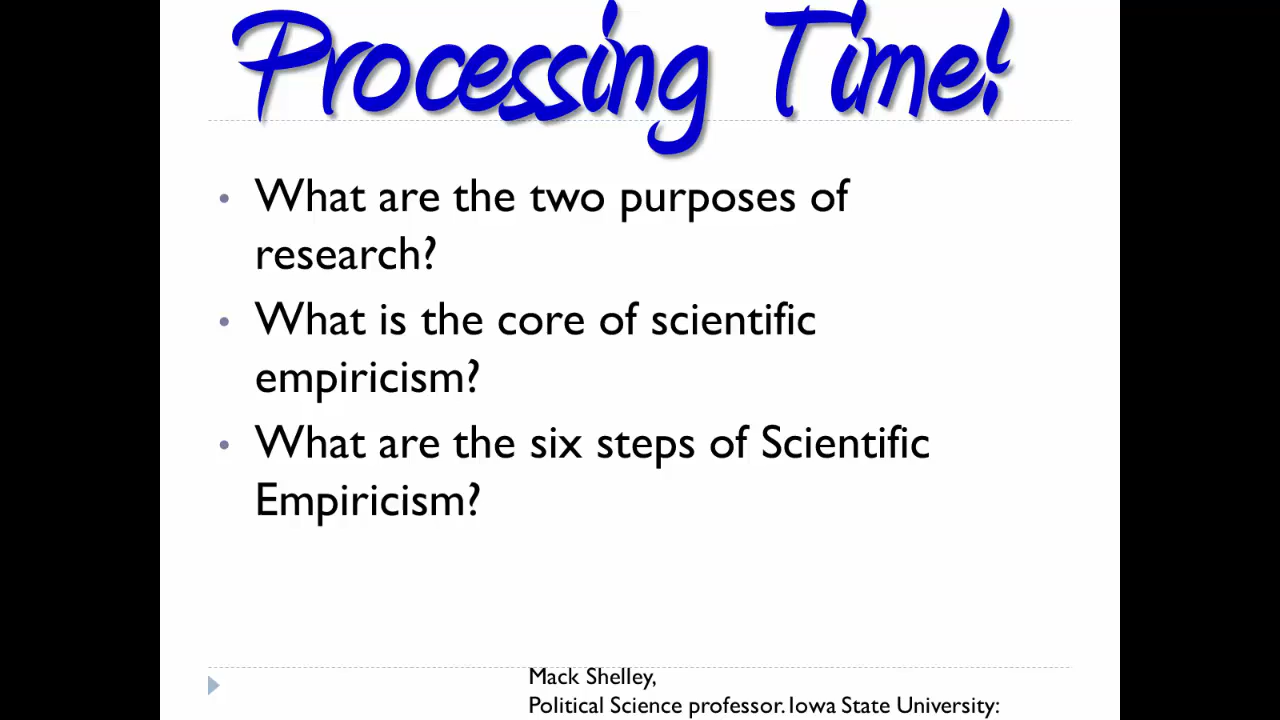 Processing Time!
• What are the two purposes of
research?
• What is the core of scientific
empiricism?
• What are the six steps of Scientific
Empiricism?
Mack Shelley,
Political Science professor. Iowa State University: